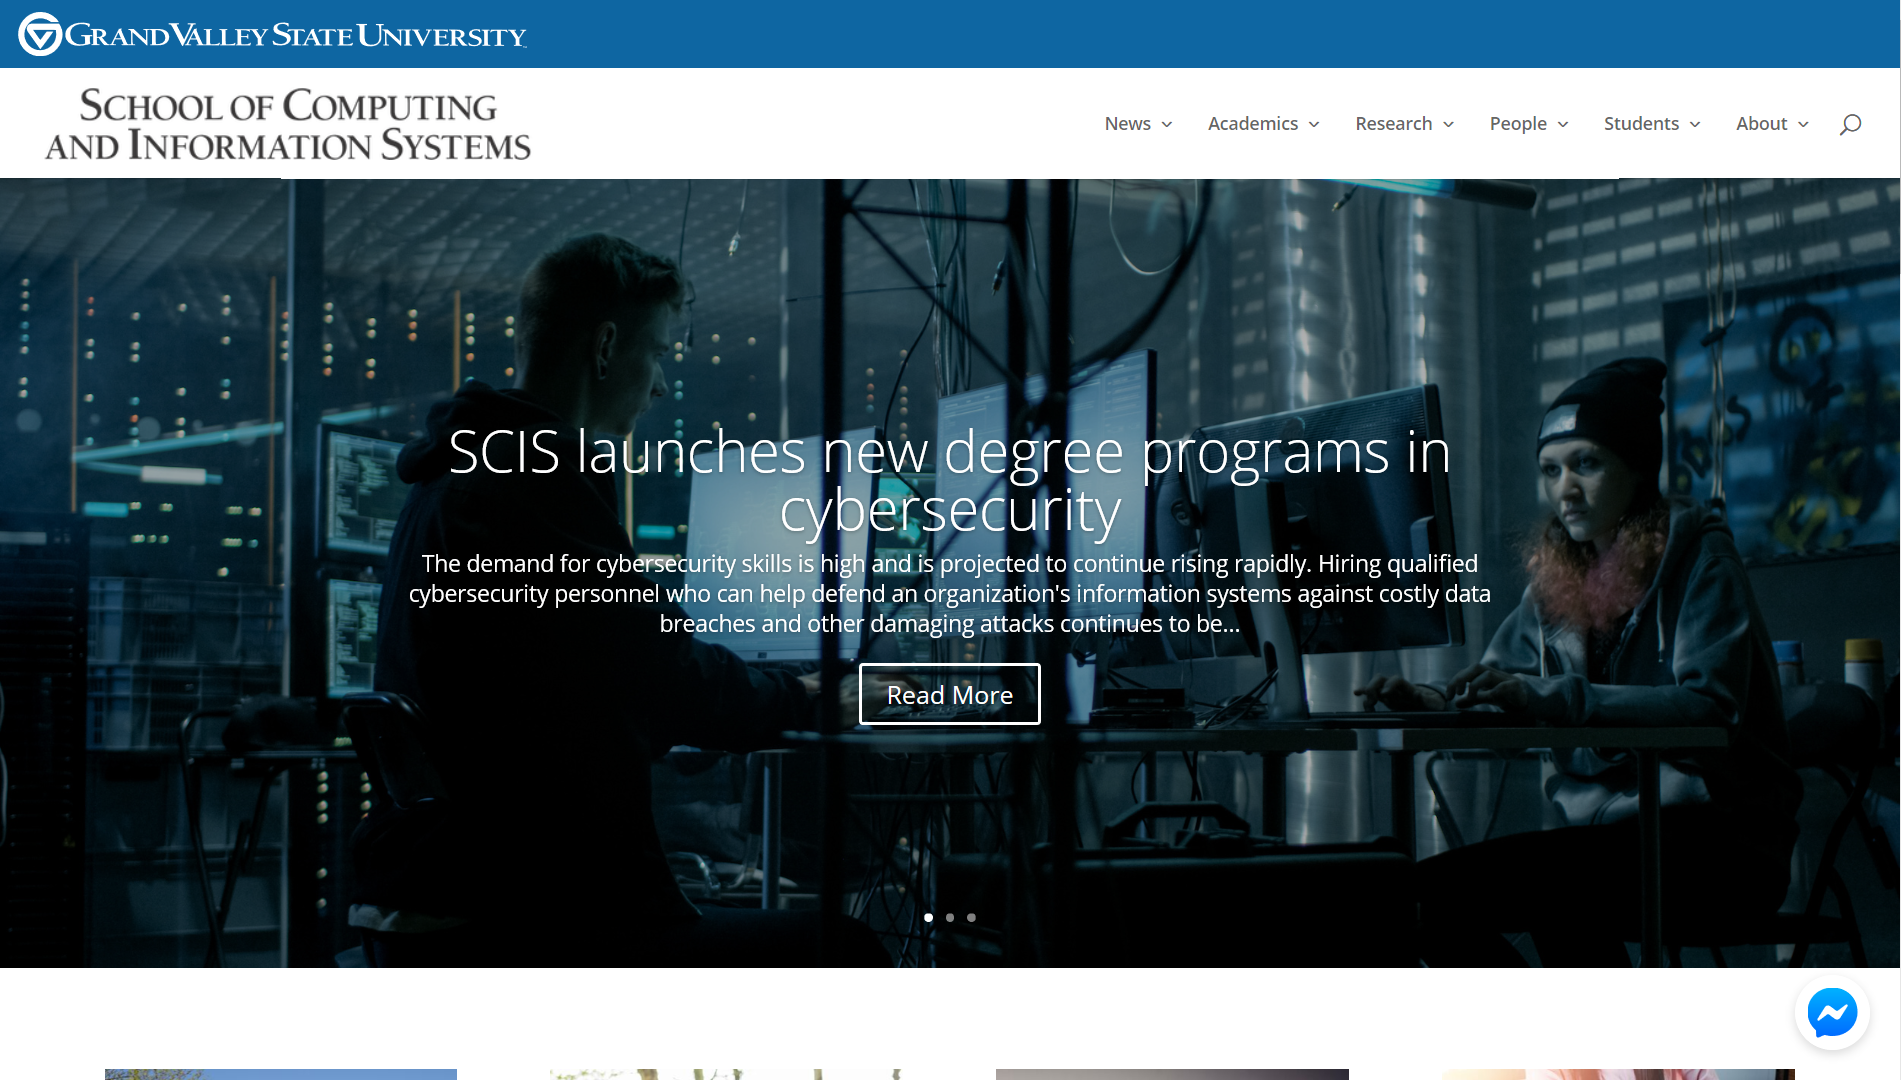 GRAND VALLEY STATE UNIVERSITY
SCHOOL OF COMPUTING
AND INFORMATION SYSTEMS
News Academics Research People Students About
SCIS launches new degree programs in
cybersecurity
The demand for cybersecurity skills is high and is projected to continue rising rapidly. Hiring qualified
cybersecurity personnel who can help defend an organization's information systems against costly data
breaches and other damaging attacks continues to be...
Read More